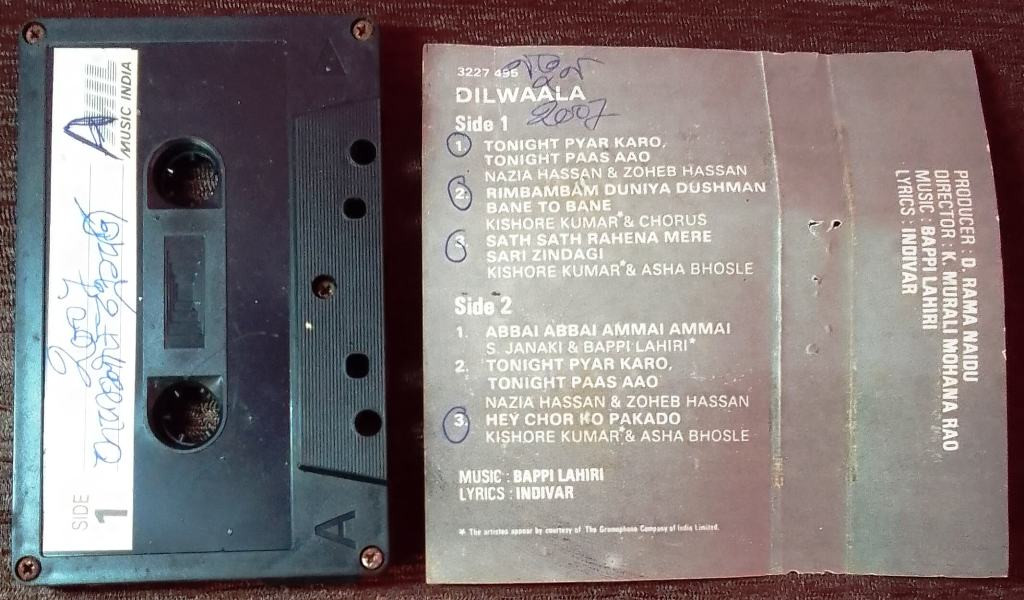 A
MUSIC INDIA
2007
SIDE
1
A
3227 495
DILWAALA
2007
Side 1
1. TONIGHT PYAR KARO,
TONIGHT PAAS AAO
NAZIA HASSAN & ZOHEB HASSAN
2. RIMBAMBAM DUNIYA DUSHMAN
BANE TO BANE
KISHORE KUMAR* & CHORUS
3. SATH SATH RAHENA MERE
SARI ZINDAGI
KISHORE KUMAR* & ASHA BHOSLE
Side 2
1. ABBAI ABBAI AMMAI AMMAI
S. JANAKI & BAPPI LAHIRI*
2. TONIGHT PYAR KARO,
TONIGHT PAAS AAO
NAZIA HASSAN & ZOHEB HASSAN
3. HEY CHOR KO PAKADO
KISHORE KUMAR* & ASHA BHOSLE
MUSIC : BAPPI LAHIRI
LYRICS : INDIVAR
* The artistes appear by courtesy of The Gramophone Company of India Limited.
PRODUCER : D. RAMA NAIDU
DIRECTOR : K. MURALI MOHANA RAO
MUSIC : BAPPI LAHIRI
LYRICS : INDIVAR